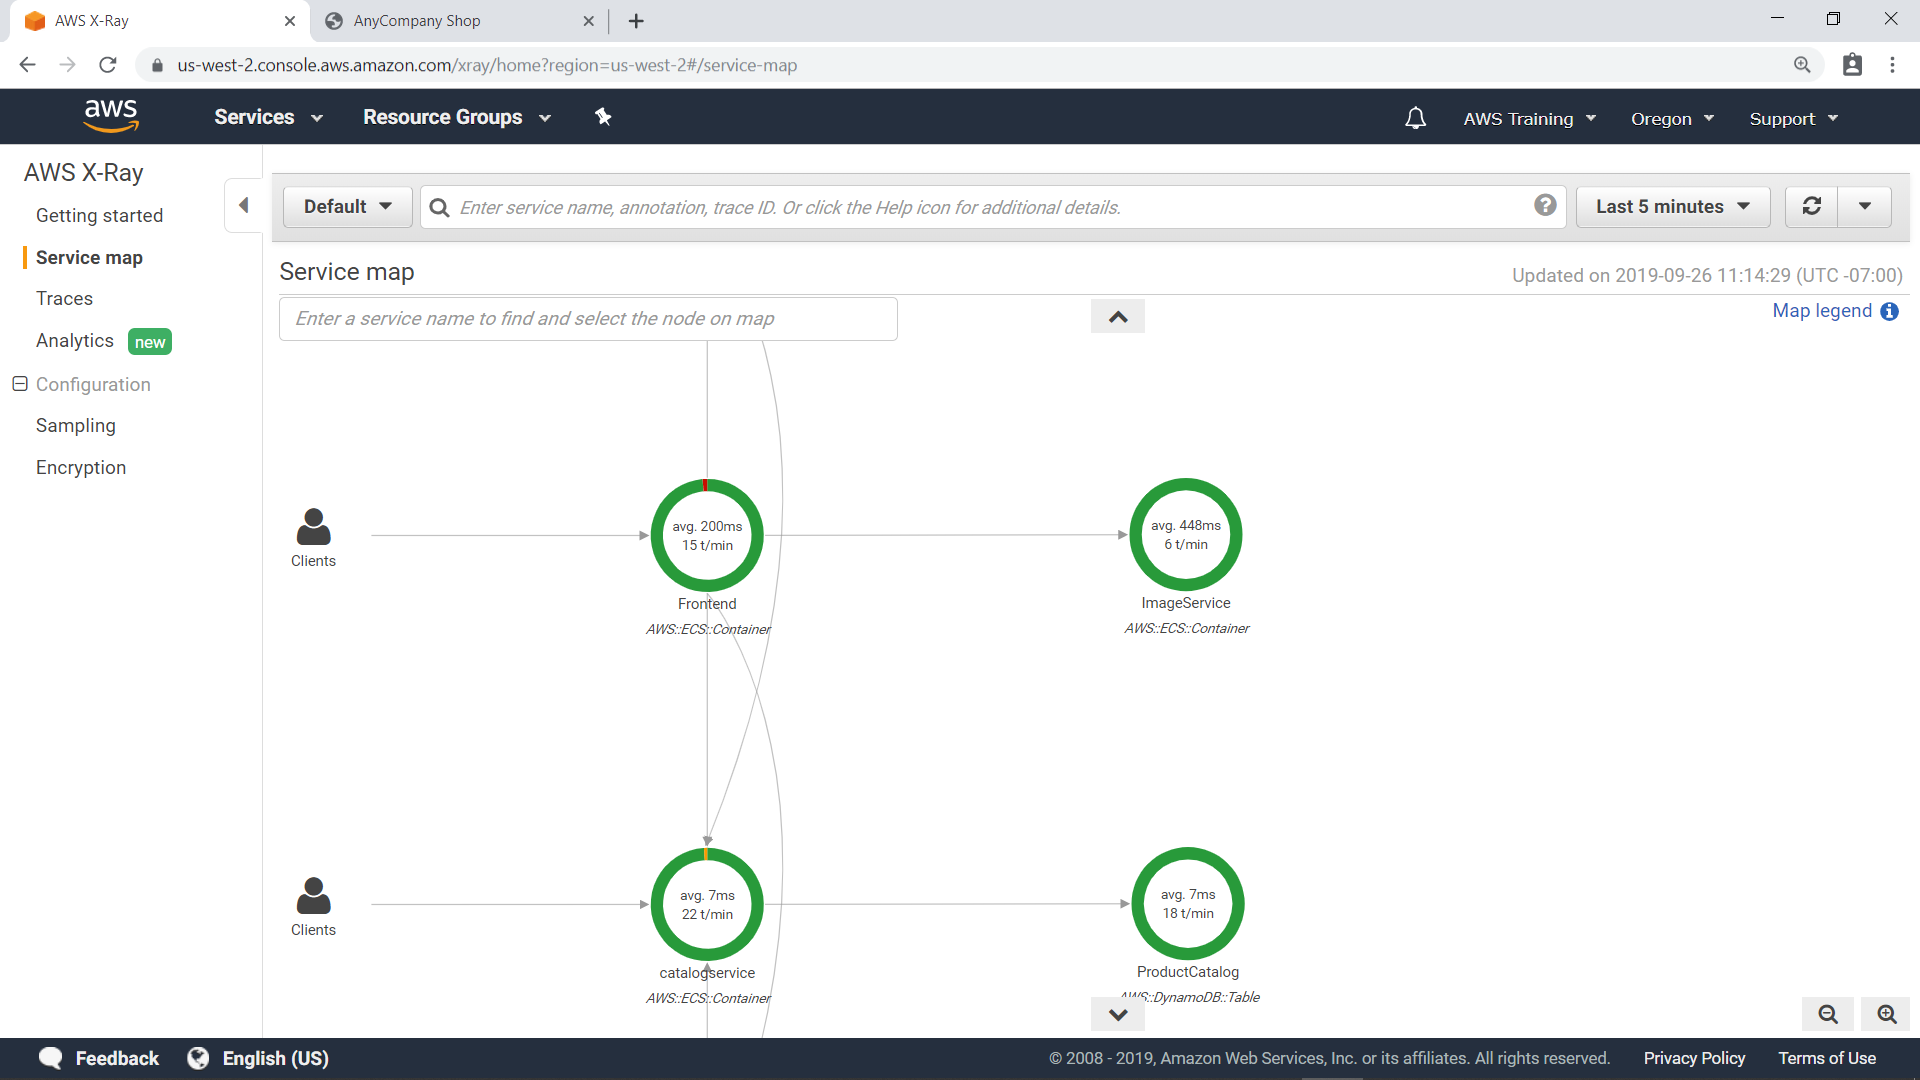 AWS X-Ray
AnyCompany Shop
us-west-2.console.aws.amazon.com/xray/home?region=us-west-2#/service-map
aws
Services
Resource Groups
AWS Training
Oregon
Support
AWS X-Ray
Getting started
Service map
Traces
Analytics new
Configuration
Sampling
Encryption
Default
Enter service name, annotation, trace ID. Or click the Help icon for additional details.
Last 5 minutes
Service map
Updated on 2019-09-26 11:14:29 (UTC -07:00)
Enter a service name to find and select the node on map
Map legend
Clients
avg. 200ms
15 t/min
Frontend
AWS::ECS::Container
avg. 448ms
6 t/min
ImageService
AWS::ECS::Container
Clients
avg. 7ms
22 t/min
catalogservice
AWS::ECS::Container
avg. 7ms
18 t/min
ProductCatalog
AWS::DynamoDB::Table
Feedback
English (US)
© 2008 - 2019, Amazon Web Services, Inc. or its affiliates. All rights reserved.
Privacy Policy
Terms of Use